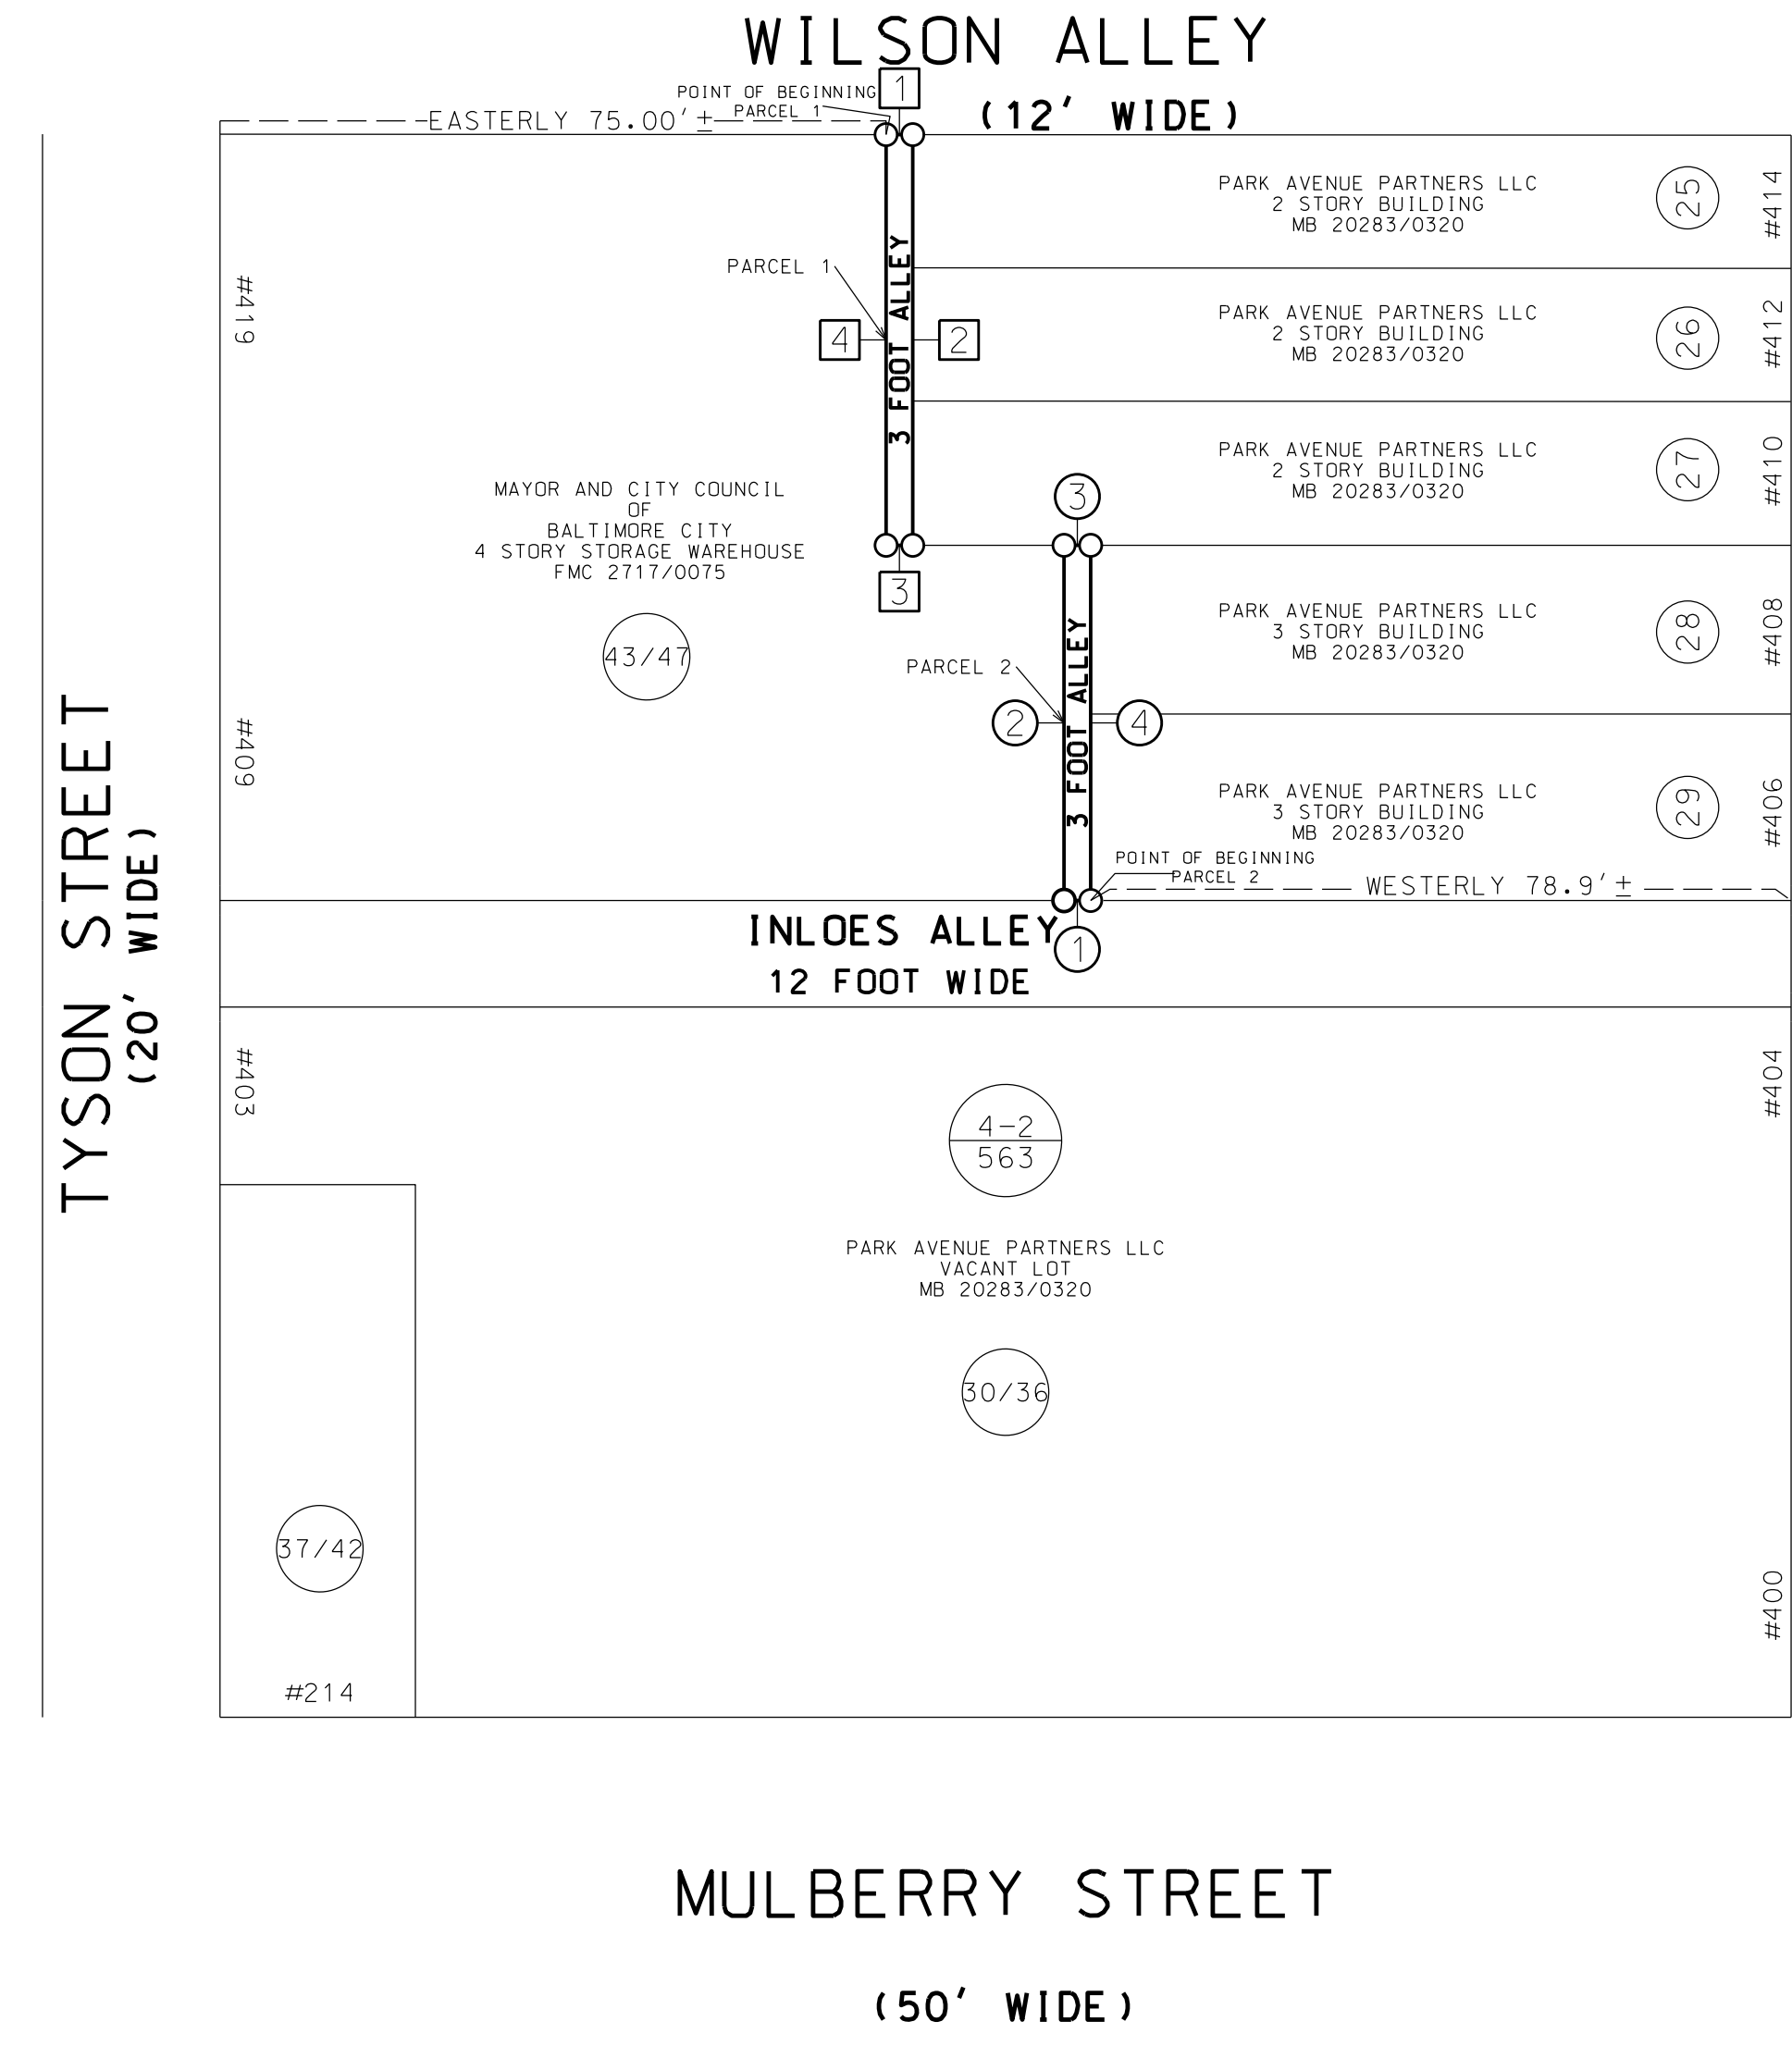 WILSON ALLEY
(12' WIDE)
POINT OF BEGINNING
PARCEL 1
1
EASTERLY 75.00'±
PARK AVENUE PARTNERS LLC
2 STORY BUILDING
MB 20283/0320
25
#414
#419
PARCEL 1
3 FOOT ALLEY
4
2
PARK AVENUE PARTNERS LLC
2 STORY BUILDING
MB 20283/0320
26
#412
PARK AVENUE PARTNERS LLC
2 STORY BUILDING
MB 20283/0320
27
#410
MAYOR AND CITY COUNCIL
OF
BALTIMORE CITY
4 STORY STORAGE WAREHOUSE
FMC 2717/0075
43/47
3
3
PARK AVENUE PARTNERS LLC
3 STORY BUILDING
MB 20283/0320
28
#408
PARCEL 2
3 FOOT ALLEY
2
4
#409
PARK AVENUE PARTNERS LLC
3 STORY BUILDING
MB 20283/0320
29
#406
POINT OF BEGINNING
PARCEL 2
WESTERLY 78.9'±
INLOES ALLEY
12 FOOT WIDE
1
TYSON STREET
(20' WIDE)
#403
#404
4-2
563
PARK AVENUE PARTNERS LLC
VACANT LOT
MB 20283/0320
30/36
37/42
#400
#214
MULBERRY STREET
(50' WIDE)